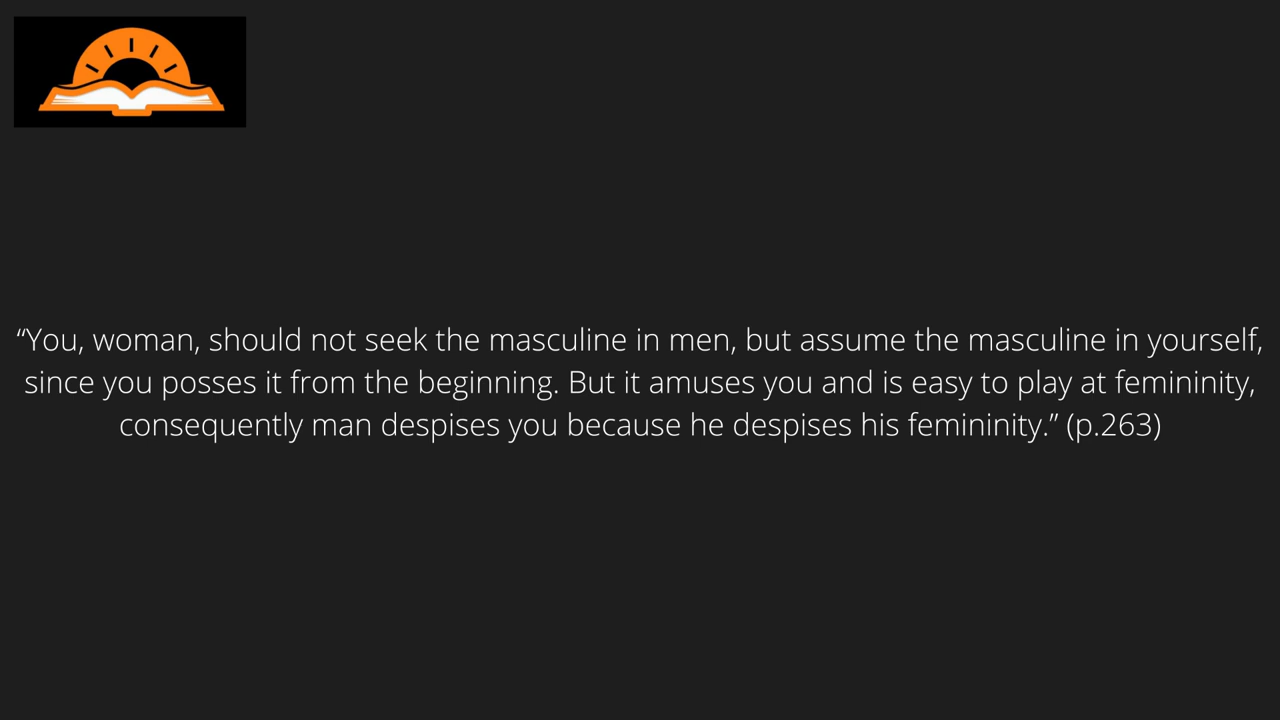 “You, woman, should not seek the masculine in men, but assume the masculine in yourself,
since you posses it from the beginning. But it amuses you and is easy to play at femininity,
consequently man despises you because he despises his femininity.” (p.263)